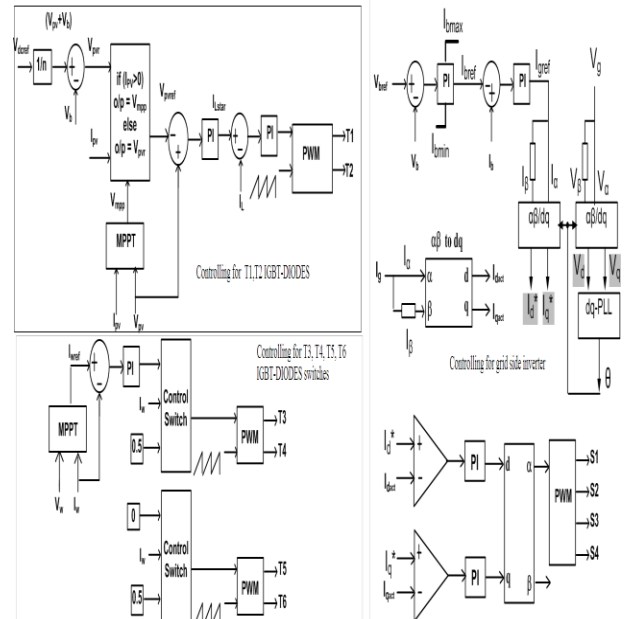 (Vpv+Vb)
Vdcref
1/n
+
−
Vb
Vpvr
Ipv
if (IPV>0)
o/p = Vmpp
else
o/p = Vpvr
Vmpp
MPPT
Ipv
Vpv
Vpvref
−
+
PI
ILstar
+
−
IL
PI
PWM
T1
T2
Controlling for T1,T2 IGBT-DIODES
Controlling for T3, T4, T5, T6
IGBT-DIODES switches
Iwref
+
−
PI
MPPT
Vw
Iw
Iw
0.5
Control
Switch
PWM
T3
T4
0
Iw
0.5
Control
Switch
PWM
T5
T6
Vbref
+
−
Vb
Ibmax
PI
Ibmin
Ibref
Ib
PI
Igref
Vg
Iβ
Iα
Vβ
Vα
αβ/dq
αβ/dq
Id*
Iq*
Vd
Vq
dq-PLL
θ
αβ to dq
Ig
Iα
Iβ
α
β
d
q
Idact
Iqact
Controlling for grid side inverter
Id*
Idact
+
−
PI
d
α
PWM
S1
S2
S3
S4
Iq*
Iqact
+
−
PI
q
β